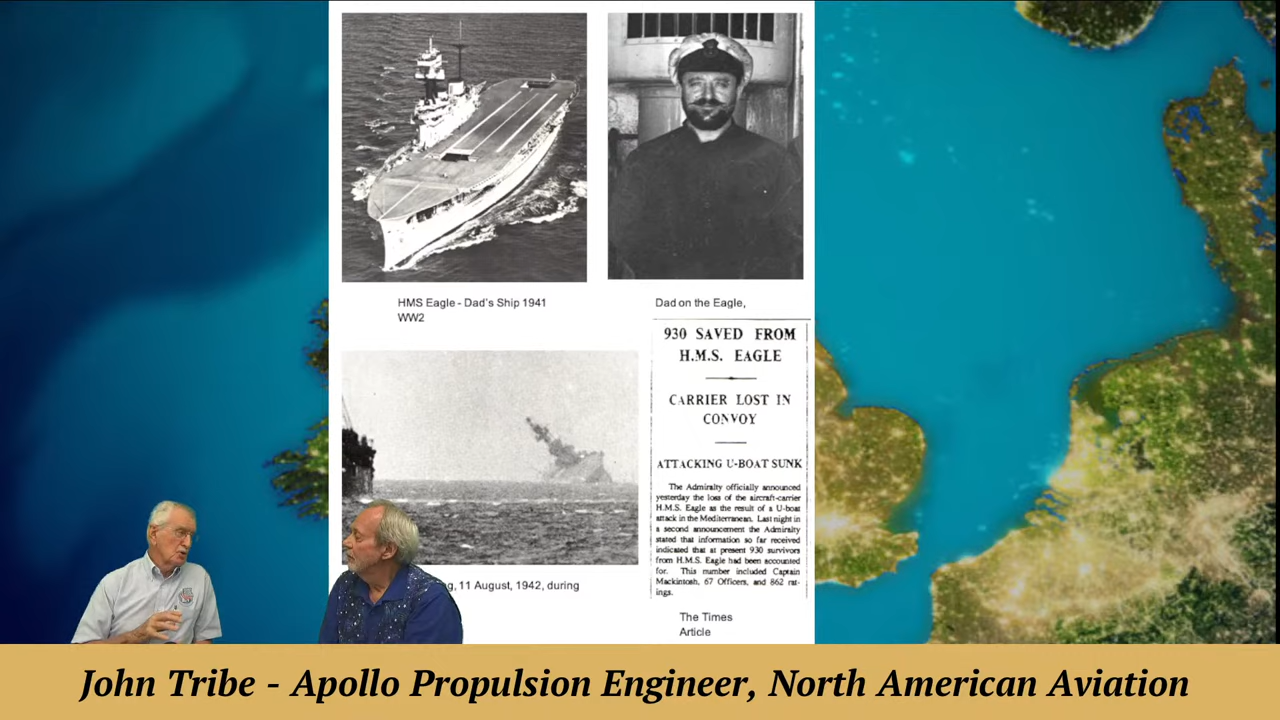 HMS Eagle - Dad's Ship 1941
WW2
Dad on the Eagle,
930 SAVED FROM
H.M.S. EAGLE
CARRIER LOST IN
CONVOY
ATTACKING U-BOAT SUNK
The Admiralty officially announced
yesterday the loss of the aircraft-carrier
H.M.S. Eagle as the result of a U-boat
attack in the Mediterranean. Last night in
a second announcement the Admiralty
stated that information so far received
indicated that at present 930 survivors
from H.M.S. Eagle had been accounted
for. This number included Captain
Mackintosh, 67 Officers, and 862 rat-
ings.
11 August, 1942, during
The Times
Article
John Tribe - Apollo Propulsion Engineer, North American Aviation